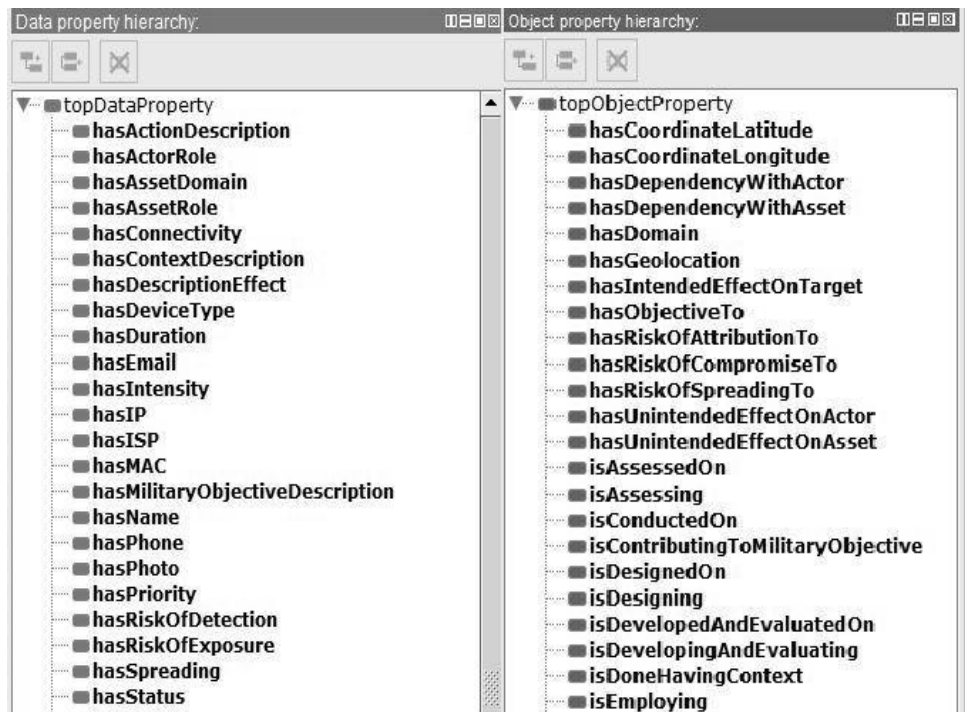 Data property hierarchy:
topDataProperty
hasActionDescription
hasActorRole
hasAssetDomain
hasAssetRole
hasConnectivity
hasContextDescription
hasDescriptionEffect
hasDeviceType
hasDuration
hasEmail
hasIntensity
hasIP
hasISP
hasMAC
hasMilitaryObjectiveDescription
hasName
hasPhone
hasPhoto
hasPriority
hasRiskOfDetection
hasRiskOfExposure
hasSpreading
hasStatus
Object property hierarchy:
topObjectProperty
hasCoordinateLatitude
hasCoordinateLongitude
hasDependencyWithActor
hasDependencyWithAsset
hasDomain
hasGeolocation
hasIntendedEffectOnTarget
hasObjectiveTo
hasRiskOfAttributionTo
hasRiskOfCompromiseTo
hasRiskOfSpreadingTo
hasUnintendedEffectOnActor
hasUnintendedEffectOnAsset
isAssessedOn
isAssessing
isConductedOn
isContributingToMilitaryObjective
isDesignedOn
isDesigning
isDevelopedAndEvaluatedOn
isDevelopingAndEvaluating
isDoneHavingContext
isEmploying